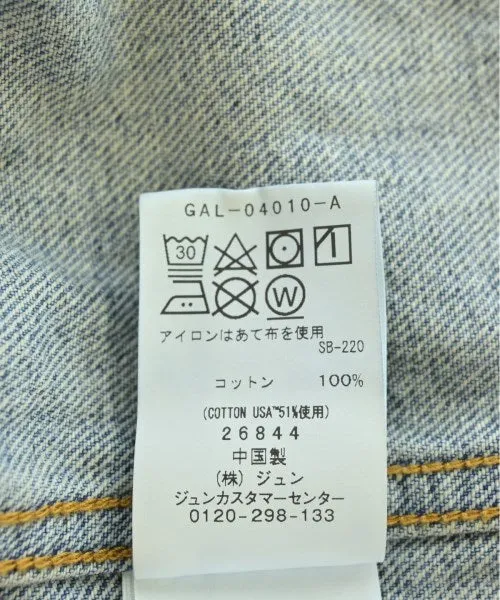 GAL-04010-A
30
W
アイロンはあて布を使用
SB-220
コットン 100%
(COTTON USA™51%使用)
26844
中国製
(株) ジュン
ジュンカスタマーセンター
0120-298-133